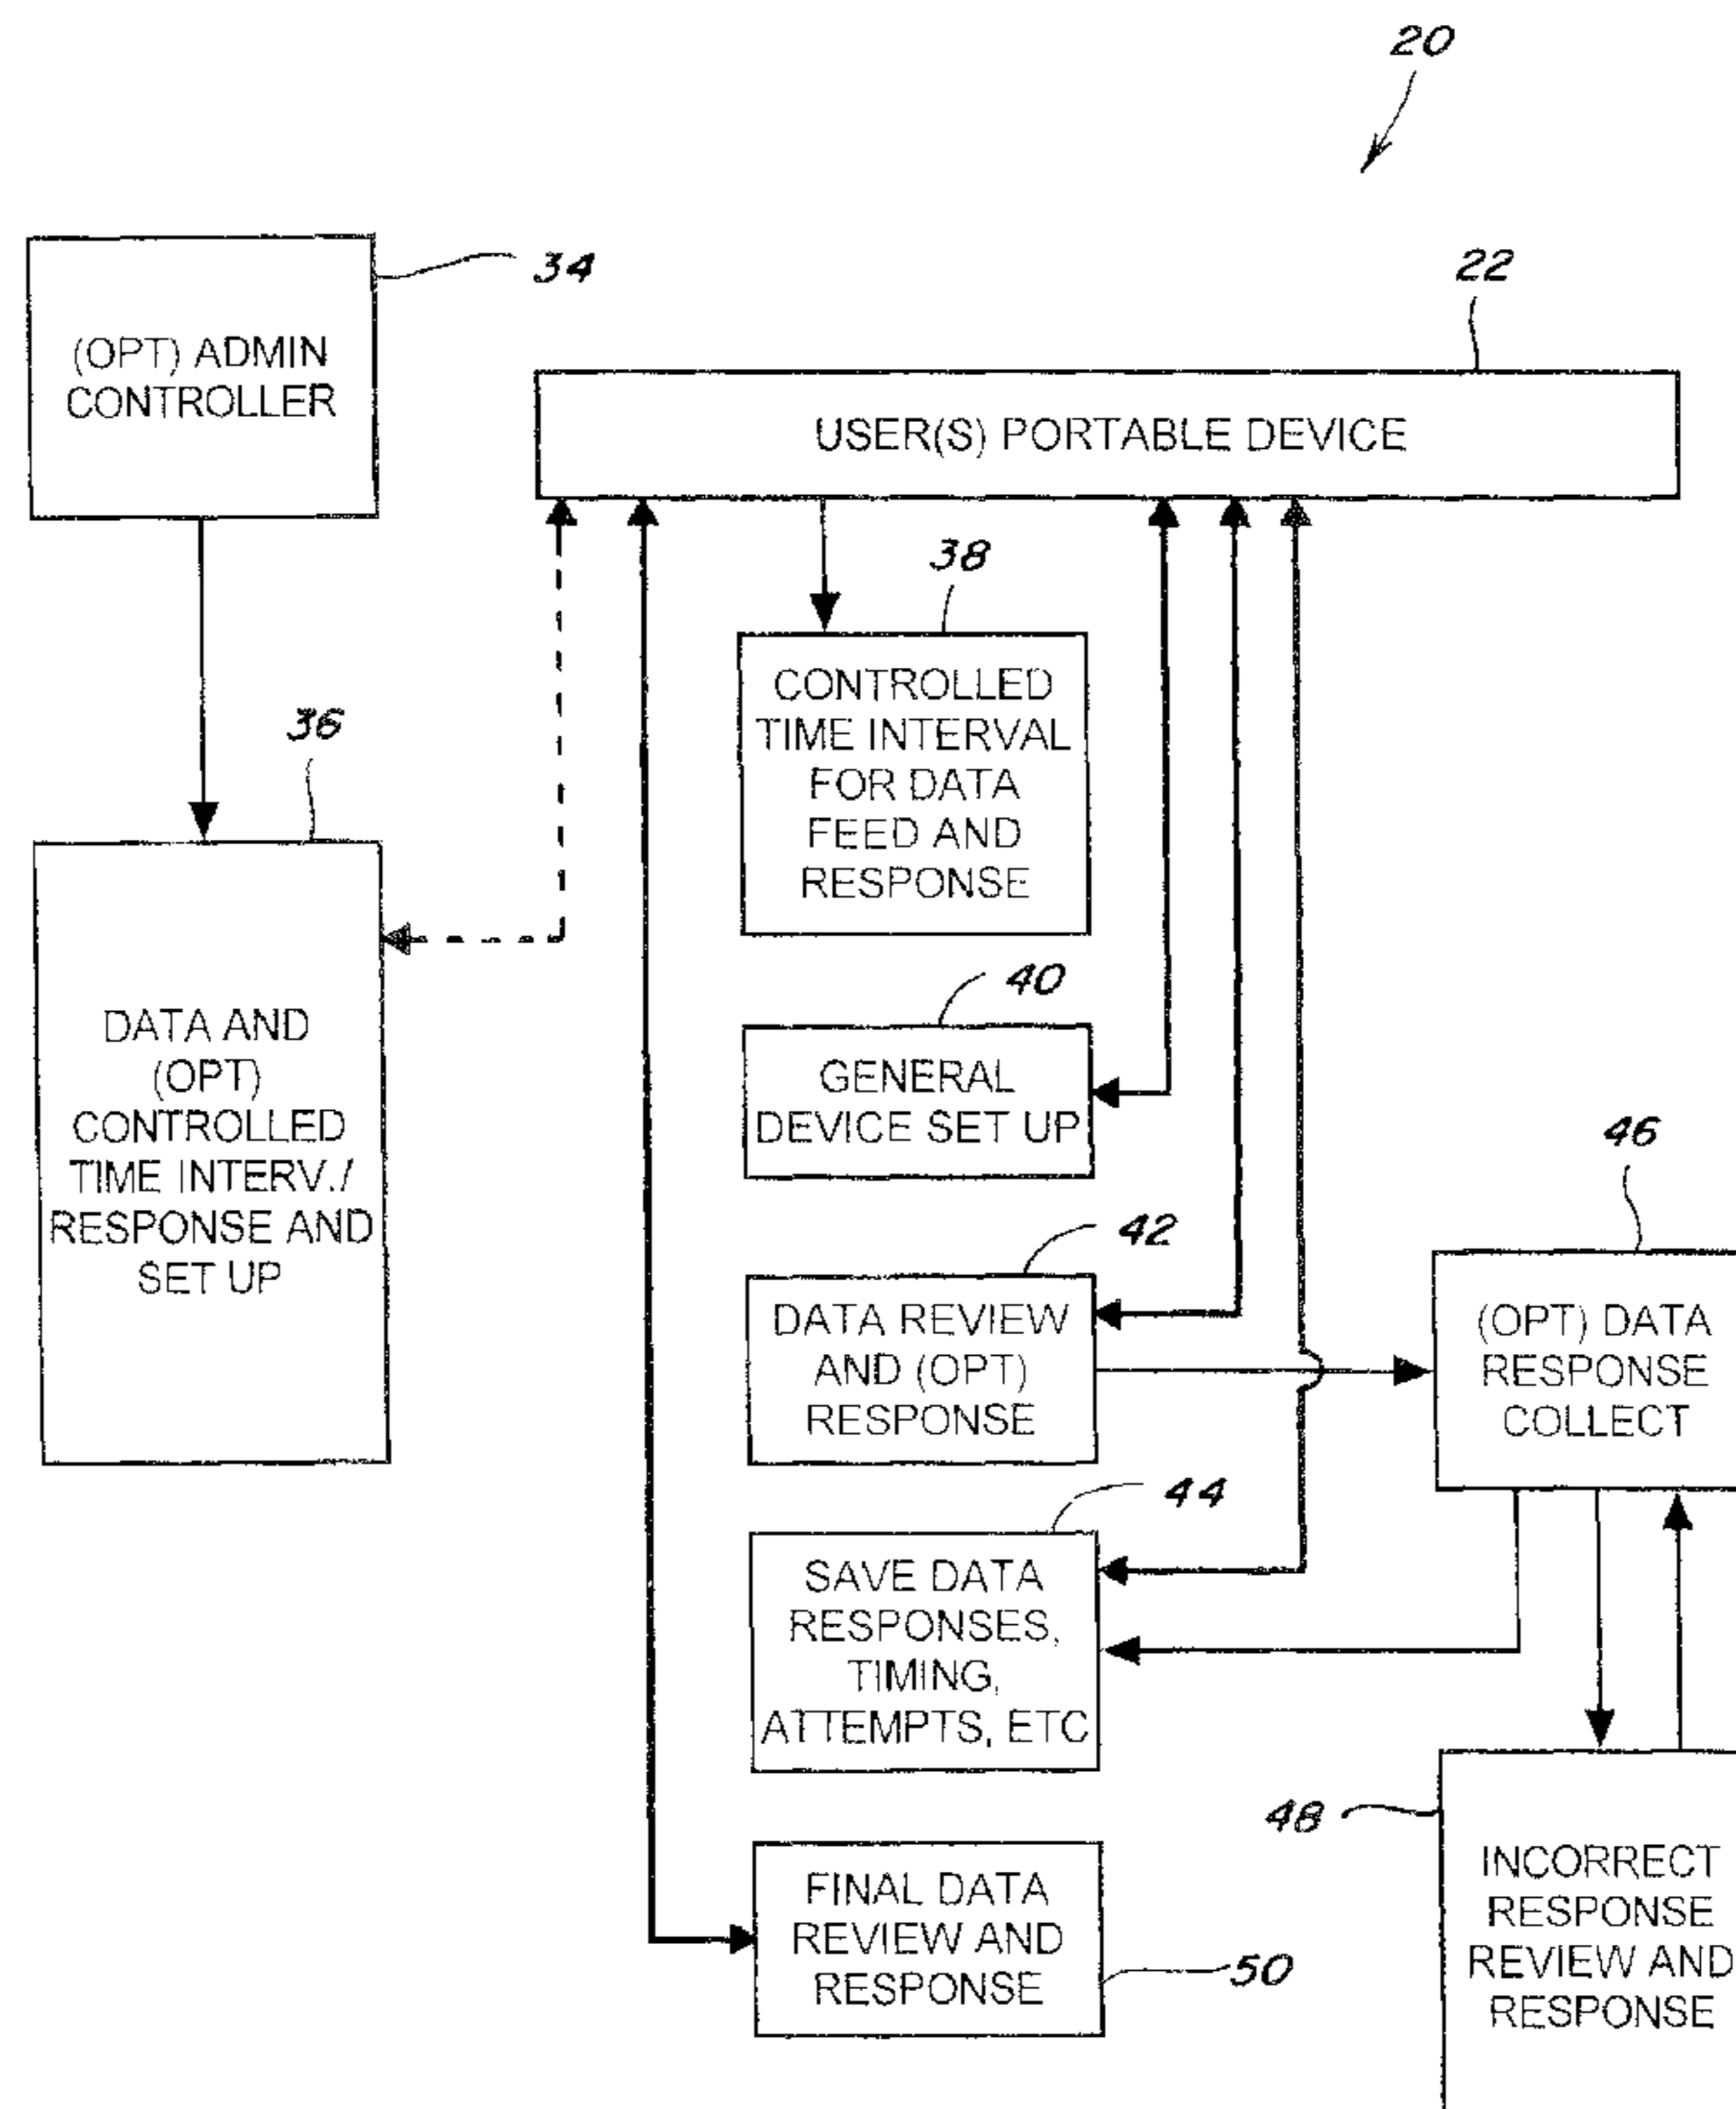 20
34
(OPT) ADMIN
CONTROLLER
22
USER(S) PORTABLE DEVICE
38
CONTROLLED
TIME INTERVAL
FOR DATA
FEED AND
RESPONSE
36
DATA AND
(OPT)
CONTROLLED
TIME INTERV./
RESPONSE AND
SET UP
40
GENERAL
DEVICE SET UP
42
DATA REVIEW
AND (OPT)
RESPONSE
46
(OPT) DATA
RESPONSE
COLLECT
44
SAVE DATA
RESPONSES,
TIMING,
ATTEMPTS, ETC
48
INCORRECT
RESPONSE
REVIEW AND
RESPONSE
FINAL DATA
REVIEW AND
RESPONSE
50